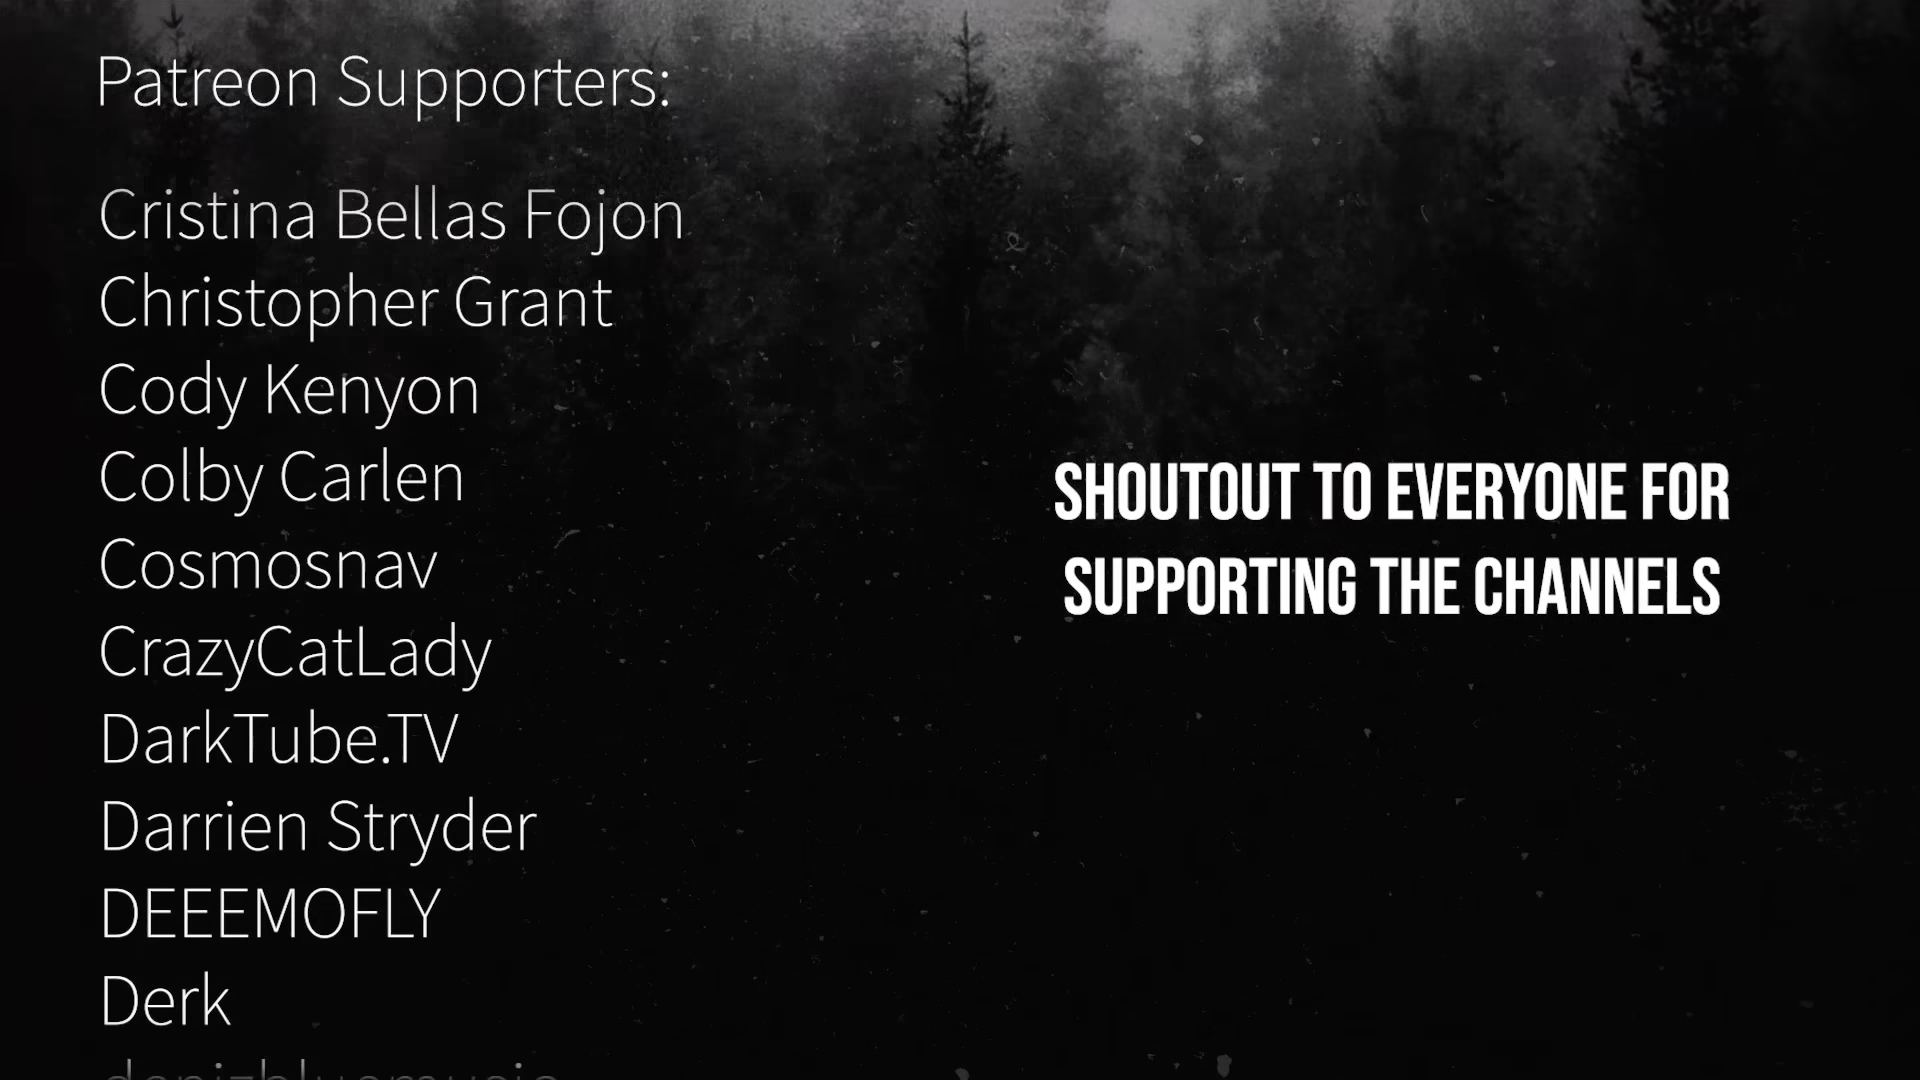 Patreon Supporters:
Cristina Bellas Fojon
Christopher Grant
Cody Kenyon
Colby Carlen
Cosmosnav
CrazyCatLady
DarkTube.TV
Darrien Stryder
DEEEMOFLY
Derk
SHOUTOUT TO EVERYONE FOR
SUPPORTING THE CHANNELS